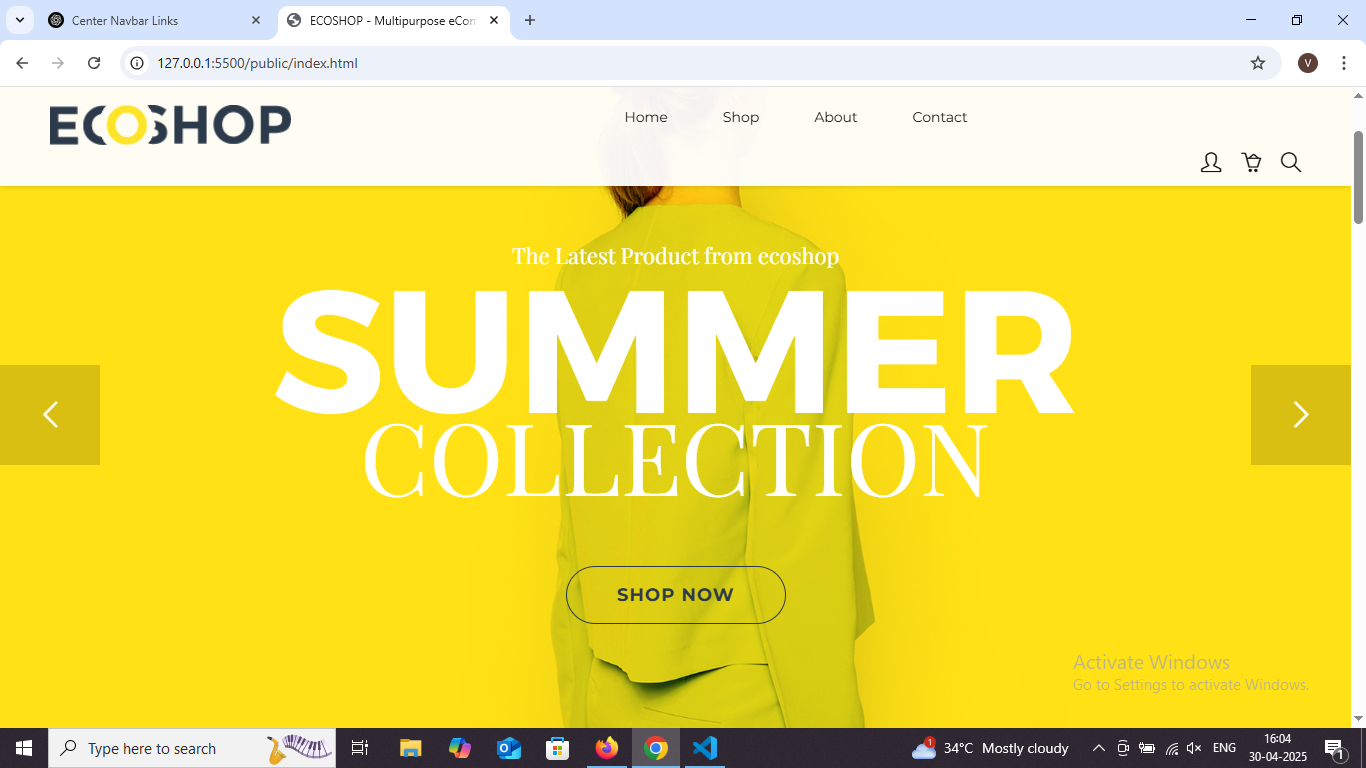 Center Navbar Links
ECOSHOP - Multipurpose eCom
127.0.0.1:5500/public/index.html
V
ECOSHOP
Home Shop About Contact
The Latest Product from ecoshop
SUMMER
COLLECTION
SHOP NOW
Activate Windows
Go to Settings to activate Windows.
Type here to search
1
34°C Mostly cloudy
ENG
16:04
30-04-2025
1